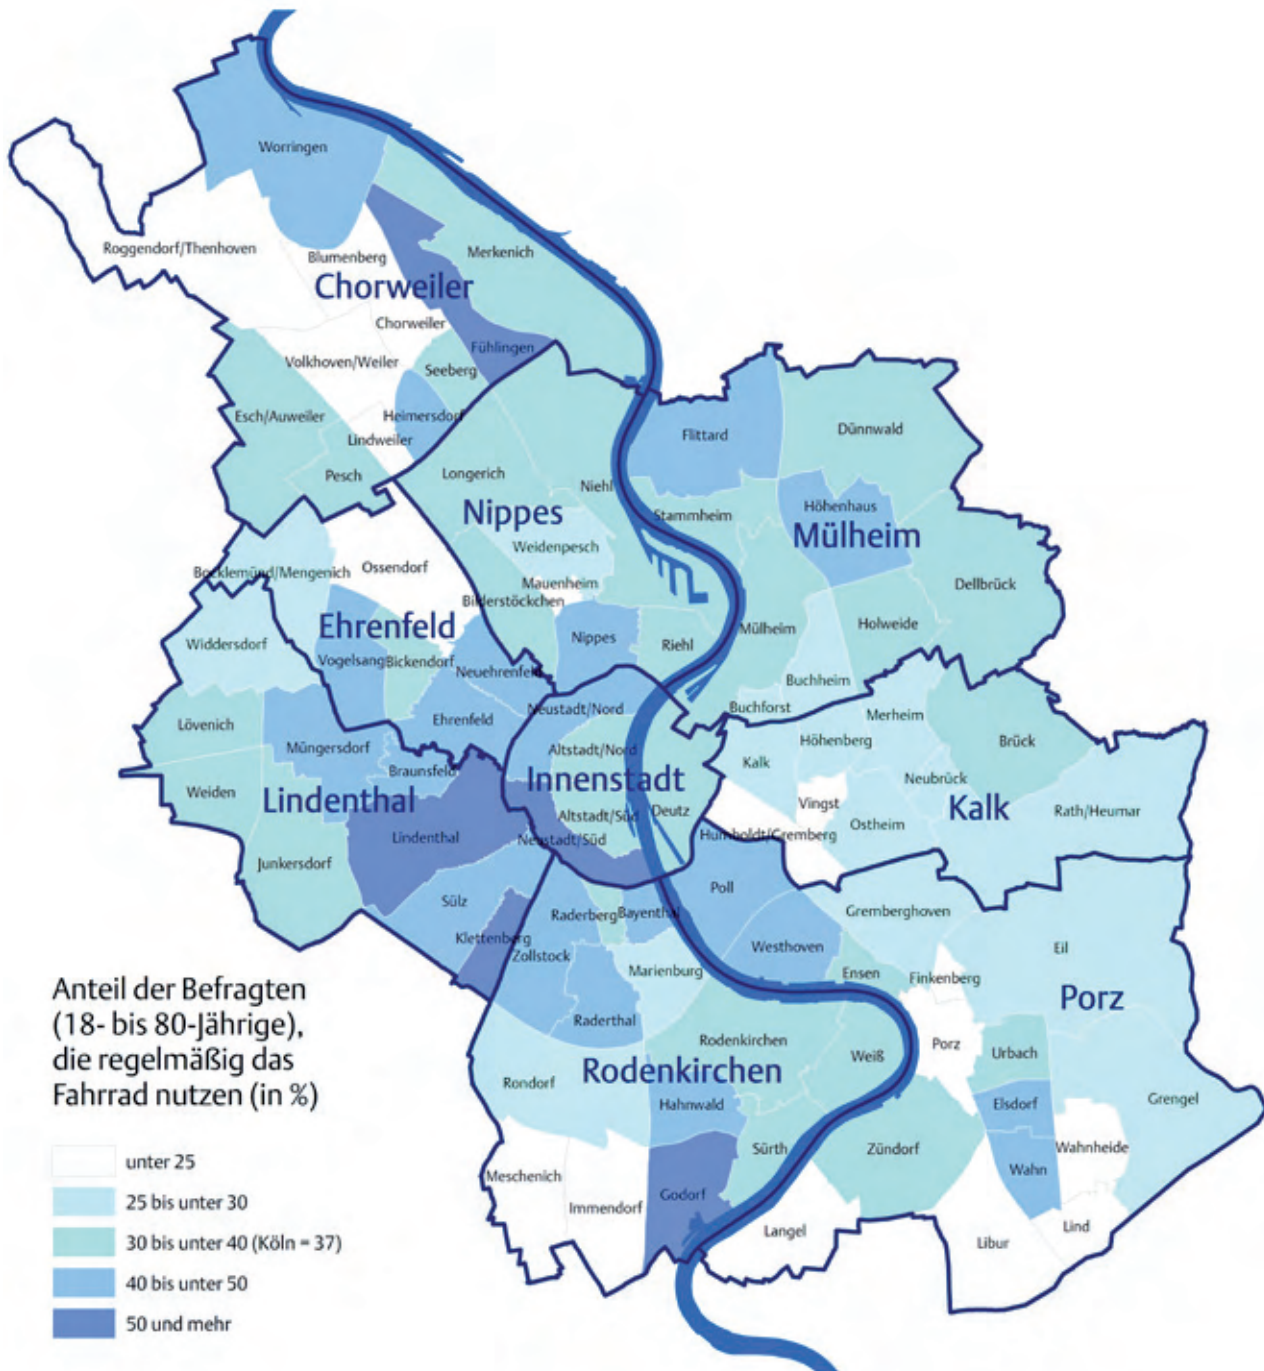 Worringen
Roggendorf/Thenhoven
Blumenberg
Merkenich
Chorweiler
Chorweiler
Fühlingen
Volkhoven/Weiler
Seeberg
Esch/Auweiler
Heimersdorf
Lindweiler
Pesch
Flittard
Dünnwald
Longerich
Niehl
Nippes
Stammheim
Höhenhaus
Mülheim
Weidenpesch
Bocklemünd/Mengenich
Ossendorf
Mauenheim
Bilderstöckchen
Dellbrück
Ehrenfeld
Widdersdorf
Vogelsang
Bickendorf
Neuehrenfeld
Nippes
Riehl
Mülheim
Holweide
Buchheim
Buchforst
Merheim
Lövenich
Ehrenfeld
Neustadt/Nord
Müngersdorf
Altstadt/Nord
Höhenberg
Brück
Kalk
Braunsfeld
Innenstadt
Neubrück
Weiden
Lindenthal
Vingst
Kalk
Rath/Heumar
Altstadt/Süd
Deutz
Ostheim
Lindenthal
Neustadt/Süd
Humboldt/Gremberg
Junkersdorf
Sülz
Raderberg
Bayenthal
Poll
Gremberghoven
Klettenberg
Zollstock
Westhoven
Eil
Marienburg
Ensen
Finkenberg
Porz
Raderthal
Rodenkirchen
Weiß
Porz
Urbach
Rodenkirchen
Rondorf
Hahnwald
Elsdorf
Grengel
Sürth
Zündorf
Wahnheide
Wahn
Meschenich
Godorf
Immendorf
Langel
Libur
Lind
Anteil der Befragten
(18- bis 80-Jährige),
die regelmäßig das
Fahrrad nutzen (in %)
unter 25
25 bis unter 30
30 bis unter 40 (Köln = 37)
40 bis unter 50
50 und mehr